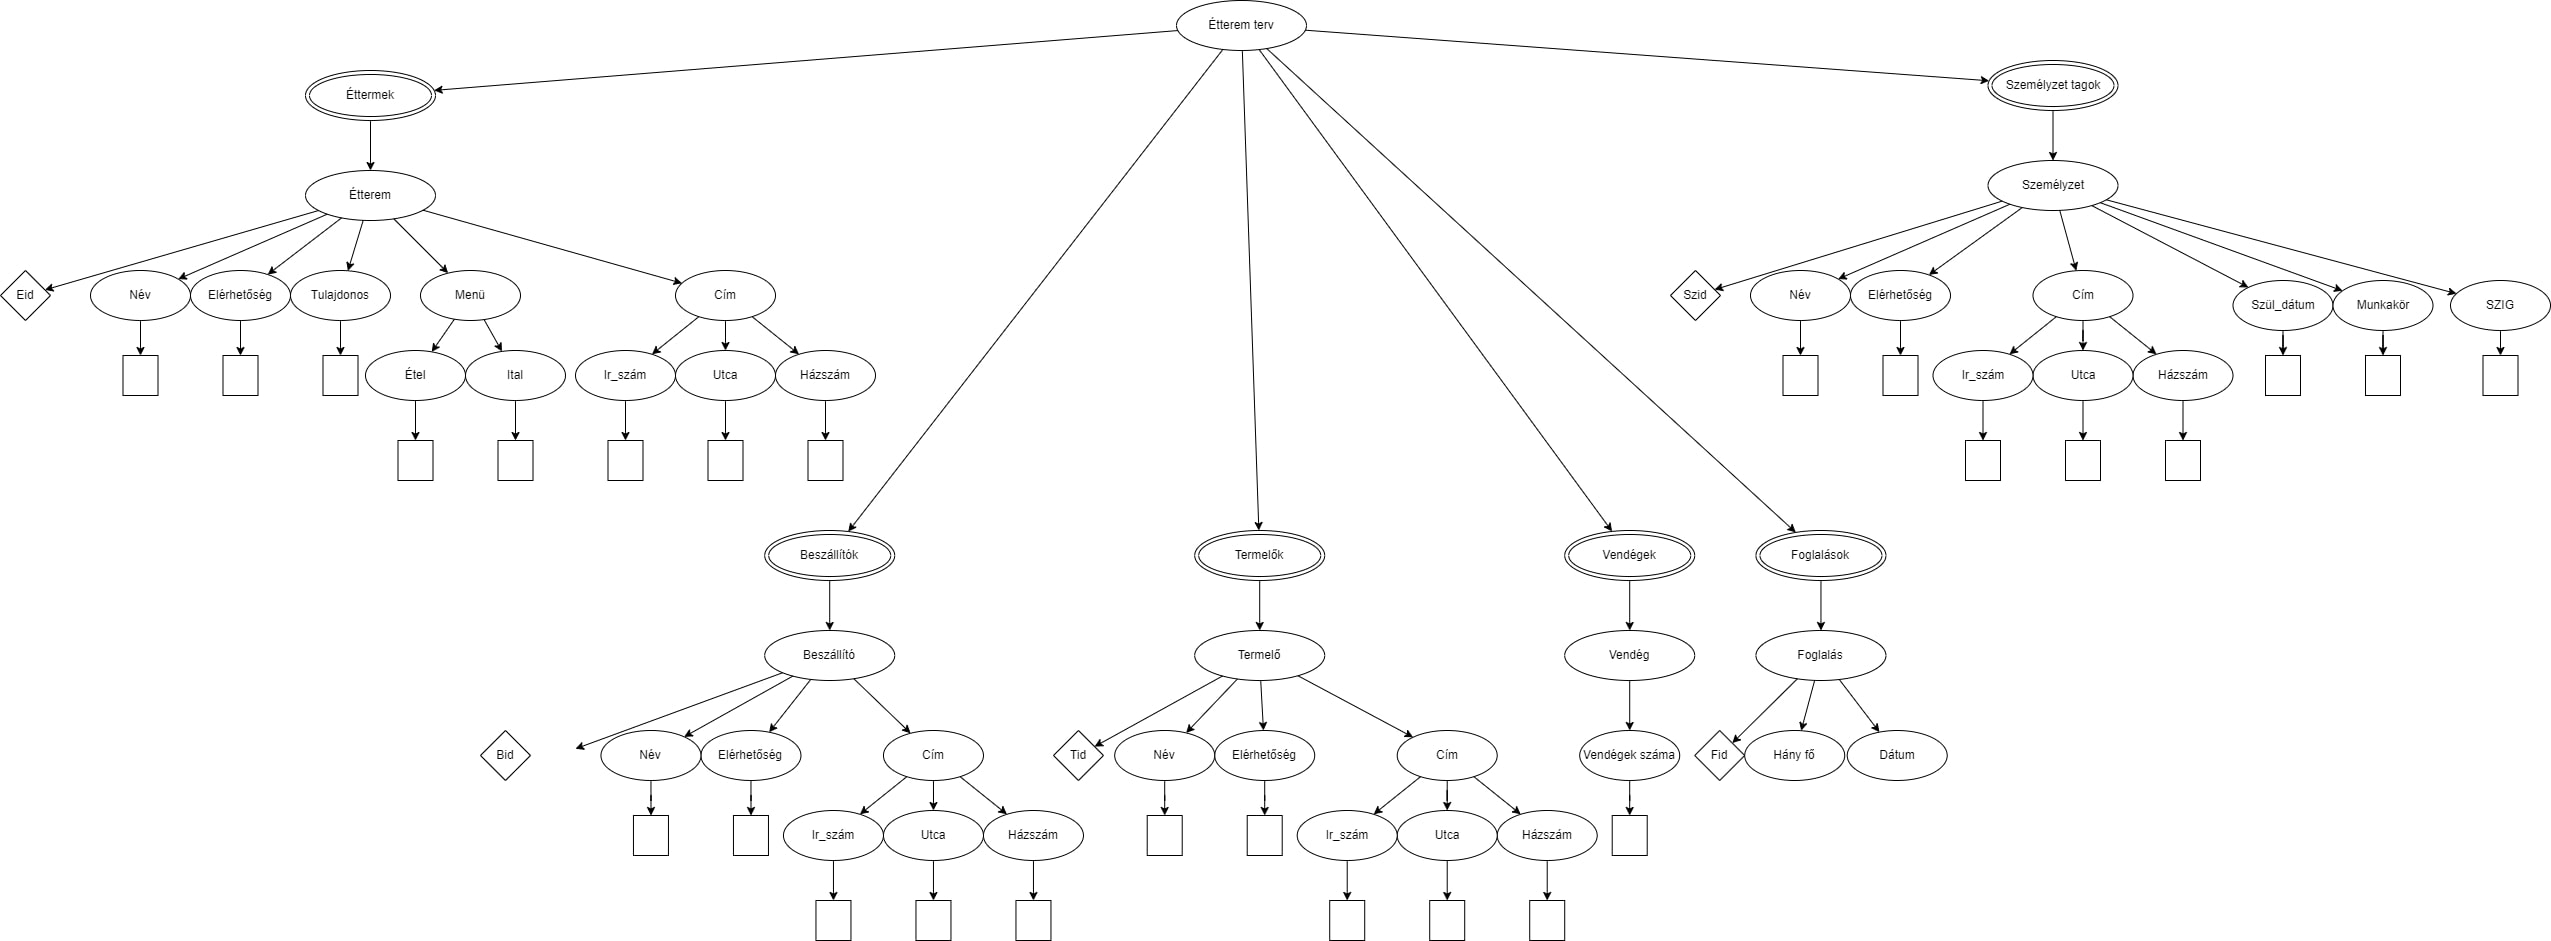 Étterem terv
Éttermek
Személyzet tagok
Étterem
Személyzet
Eid
Név
Elérhetőség
Tulajdonos
Menü
Cím
Szid
Név
Elérhetőség
Cím
Szül_dátum
Munkakör
SZIG
Étel
Ital
Ir_szám
Utca
Házszám
Ir_szám
Utca
Házszám
Beszállítók
Termelők
Vendégek
Foglalások
Beszállító
Termelő
Vendég
Foglalás
Bid
Név
Elérhetőség
Cím
Tid
Név
Elérhetőség
Cím
Vendégek száma
Fid
Hány fő
Dátum
Ir_szám
Utca
Házszám
Ir_szám
Utca
Házszám